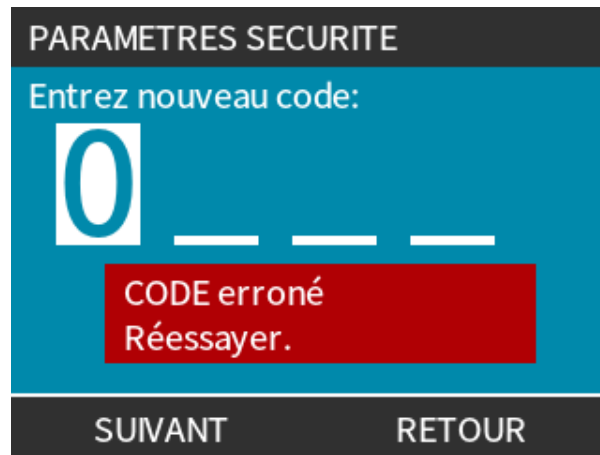 PARAMETRES SECURITE
Entrez nouveau code:
0 _ _ _
CODE erroné
Réessayer.
SUIVANT RETOUR